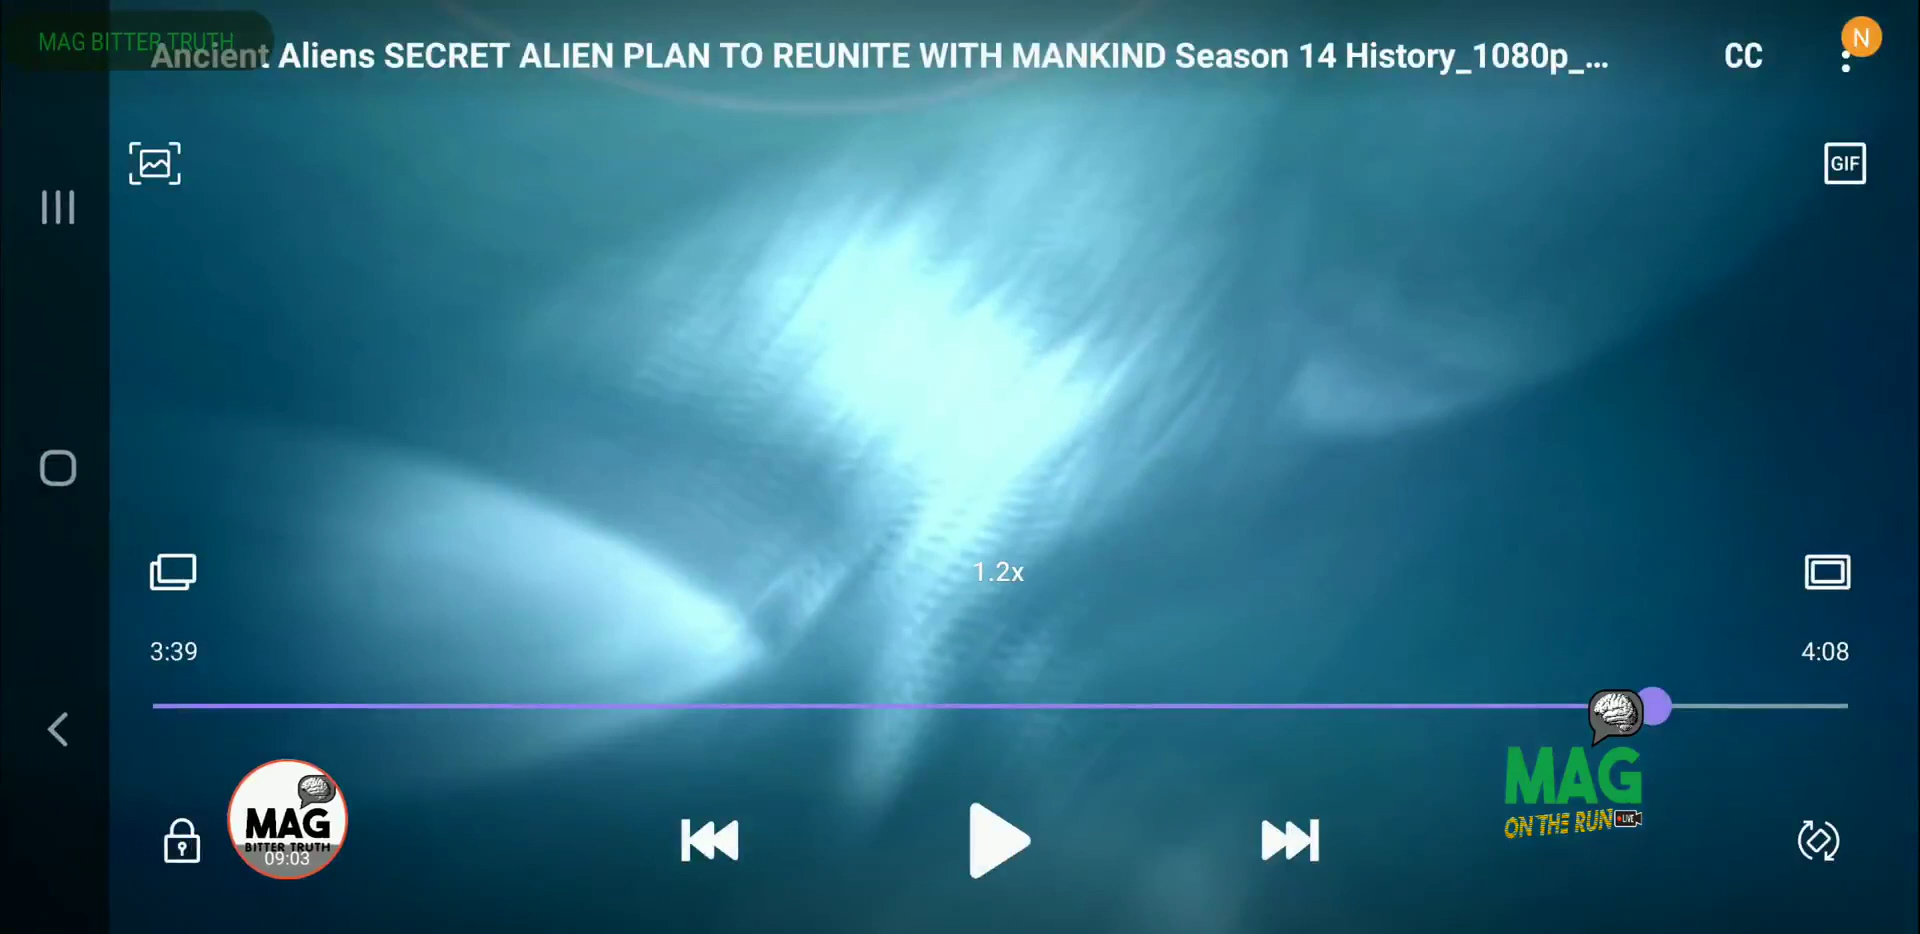 MAG BITTER TRUTH
Ancient Aliens SECRET ALIEN PLAN TO REUNITE WITH MANKIND Season 14 History_1080p_...
CC
N
GIF
1.2x
3:39
4:08
MAG
ON THE RUN
LIVE
MAG
BITTER TRUTH
09:03